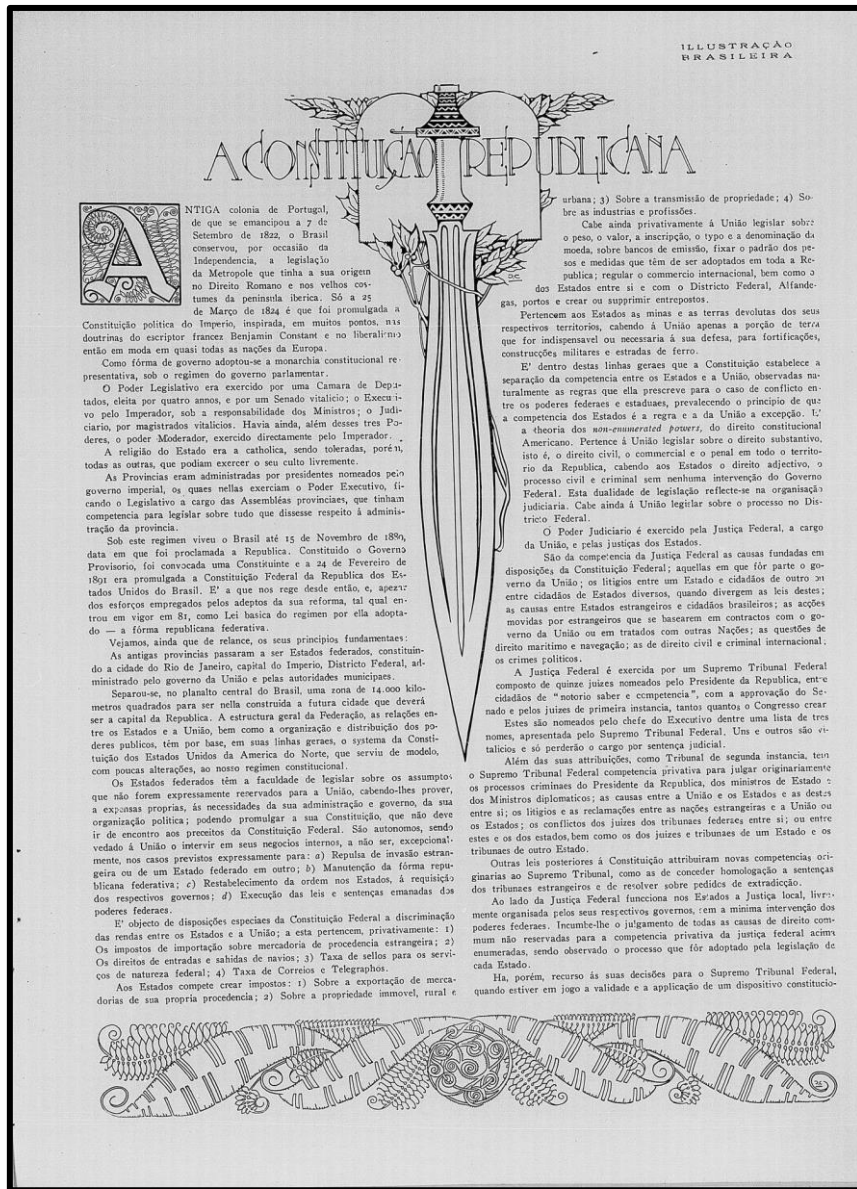 ILLUSTRAÇÃO
BRASILEIRA
A CONSTITUIÇÃO REPUBLICANA
ANTIGA colonia de Portugal,
de que se emancipou a 7 de
Setembro de 1822, o Brasil
conservou, por occasião da
Independencia, a legislação
da Metropole que tinha a sua origem
no Direito Romano e nos velhos cos-
tumes da peninsula iberica. Só a 25
de Março de 1824 é que foi promulgada a
Constituição politica do Imperio, inspirada, em muitos pontos, nas
doutrinas do escriptor francez Benjamin Constant e no liberalismo
então em moda em quasi todas as nações da Europa.
Como fórma de governo adoptou-se a monarchia constitucional re-
presentativa, sob o regimen do governo parlamentar.
O Poder Legislativo era exercido por uma Camara de Depu-
tados, eleita por quatro annos, e por um Senado vitalicio; o Executi-
vo pelo Imperador, sob a responsabilidade dos Ministros; o Judi-
ciario, por magistrados vitalicios. Havia ainda, além desses tres Po-
deres, o poder Moderador, exercido directamente pelo Imperador.
A religião do Estado era a catholica, sendo toleradas, porém,
todas as outras, que podiam exercer o seu culto livremente.
As Provincias eram administradas por presidentes nomeados pelo
governo imperial, os quaes nellas exerciam o Poder Executivo, fi-
cando o Legislativo a cargo das Assembléas provinciaes, que tinham
competencia para legislar sobre tudo que dissesse respeito á adminis-
tração da provincia.
Sob este regimen viveu o Brasil até 15 de Novembro de 1889,
data em que foi proclamada a Republica. Constituido o Governo
Provisorio, foi convocada uma Constituinte e a 24 de Fevereiro de
1891 era promulgada a Constituição Federal da Republica dos Es-
tados Unidos do Brasil. E' a que nos rege desde então, e, apezar
dos esforços empregados pelos adeptos da sua reforma, tal qual en-
trou em vigor em 81, como Lei basica do regimen por ella adopta-
do — a fórma republicana federativa.
Vejamos, ainda que de relance, os seus principios fundamentaes:
As antigas provincias passaram a ser Estados federados, constituin-
do a cidade do Rio de Janeiro, capital do Imperio, Districto Federal, ad-
ministrado pelo governo da União e pelas autoridades municipaes.
Separou-se, no planalto central do Brasil, uma zona de 14.000 kilo-
metros quadrados para ser nella construida a futura cidade que deverá
ser a capital da Republica. A estructura geral da Federação, as relações en-
tre os Estados e a União, bem como a organização e distribuição dos po-
deres publicos, têm por base, em suas linhas geraes, o systema da Consti-
tuição dos Estados Unidos da America do Norte, que serviu de modelo,
com poucas alterações, ao nosso regimen constitucional.
Os Estados federados têm a faculdade de legislar sobre os assumptos
que não forem expressamente reservados para a União, cabendo-lhes prover,
a expensas proprias, ás necessidades da sua administração e governo, da sua
organização politica; podendo promulgar a sua Constituição, que não deve
ir de encontro aos preceitos da Constituição Federal. São autonomos, sendo
vedado á União o intervir em seus negocios internos, a não ser, excepcional-
mente, nos casos previstos expressamente para: a) Repulsa de invasão estran-
geira ou de um Estado federado em outro; b) Manutenção da fórma repu-
blicana federativa; c) Restabelecimento da ordem nos Estados, á requisição
dos respectivos governos; d) Execução das leis e sentenças emanadas dos
poderes federaes.
E' objecto de disposições especiaes da Constituição Federal a discriminação
das rendas entre os Estados e a União; a esta pertencem, privativamente: 1)
Os impostos de importação sobre mercadoria de procedencia estrangeira; 2)
Os direitos de entradas e sahidas de navios; 3) Taxa de sellos para os servi-
ços de natureza federal; 4) Taxa de Correios e Telegraphos.
Aos Estados compete crear impostos: 1) Sobre a exportação de merca-
dorias de sua propria procedencia; 2) Sobre a propriedade immovel, rural e
urbana; 3) Sobre a transmissão de propriedade; 4) So-
bre as industrias e profissões.
Cabe ainda privativamente á União legislar sobre
o peso, o valor, a inscripção, o typo e a denominação da
moeda, sobre bancos de emissão, fixar o padrão dos pe-
sos e medidas que têm de ser adoptados em toda a Re-
publica; regular o commercio internacional, bem como o
dos Estados entre si e com o Districto Federal, Alfande-
gas, portos e crear ou supprimir entrepostos.
Pertencem aos Estados as minas e as terras devolutas dos seus
respectivos territorios, cabendo á União apenas a porção de terra
que for indispensavel ou necessaria á sua defesa, para fortificações,
construcções militares e estradas de ferro.
E' dentro destas linhas geraes que a Constituição estabelece a
separação da competencia entre os Estados e a União, observadas na-
turalmente as regras que ella prescreve para o caso de conflicto en-
tre os poderes federaes e estaduaes, prevalecendo o principio de que
a competencia dos Estados é a regra e a da União a excepção. E'
a theoria dos non-enumerated powers, do direito constitucional
Americano. Pertence á União legislar sobre o direito substantivo,
isto é, o direito civil, o commercial e o penal em todo o territo-
rio da Republica, cabendo aos Estados o direito adjectivo, o
processo civil e criminal sem nenhuma intervenção do Governo
Federal. Esta dualidade de legislação reflecte-se na organisação
judiciaria. Cabe ainda á União legislar sobre o processo no Dis-
tricto Federal.
O Poder Judiciario é exercido pela Justiça Federal, a cargo
da União, e pelas justiças dos Estados.
São da competencia da Justiça Federal as causas fundadas em
disposições da Constituição Federal; aquellas em que fôr parte o go-
verno da União; os litigios entre um Estado e cidadãos de outro ou
entre cidadãos de Estados diversos, quando divergem as leis destes;
as causas entre Estados estrangeiros e cidadãos brasileiros; as acções
movidas por estrangeiros que se basearem em contractos com o go-
verno da União ou em tratados com outras Nações; as questões de
direito maritimo e navegação; as de direito civil e criminal internacional,
os crimes politicos.
A Justiça Federal é exercida por um Supremo Tribunal Federal
composto de quinze juizes nomeados pelo Presidente da Republica, entre
cidadãos de "notorio saber e competencia", com a approvação do Se-
nado e pelos juizes de primeira instancia, tantos quantos o Congresso crear
Estes são nomeados pelo chefe do Executivo dentre uma lista de tres
nomes, apresentada pelo Supremo Tribunal Federal. Uns e outros são vi-
talicios e só perderão o cargo por sentença judicial.
Além das suas attribuições, como Tribunal de segunda instancia, tem
o Supremo Tribunal Federal competencia privativa para julgar originariamente
os processos criminaes do Presidente da Republica, dos ministros de Estado e
dos Ministros diplomaticos; as causas entre a União e os Estados e as destes
entre si; os litigios e as reclamações entre as nações estrangeiras e a União ou
os Estados; os conflictos dos juizes dos tribunaes federaes entre si; ou entre
estes e os dos estados, bem como os dos juizes e tribunaes de um Estado e os
tribunaes de outro Estado.
Outras leis posteriores á Constituição attribuiram novas competencias ori-
ginarias ao Supremo Tribunal, como as de conceder homologação a sentenças
dos tribunaes estrangeiros e de resolver sobre pedidos de extradicção.
Ao lado da Justiça Federal funcciona nos Estados a Justiça local, livre-
mente organisada pelos seus respectivos governos, sem a minima intervenção dos
poderes federaes. Incumbe-lhe o julgamento de todas as causas de direito com-
mum não reservadas para a competencia privativa da justiça federal acima
enumeradas, sendo observado o processo que fôr adoptado pela legislação de
cada Estado.
Ha, porém, recurso ás suas decisões para o Supremo Tribunal Federal,
quando estiver em jogo a validade e a applicação de um dispositivo constitucio-